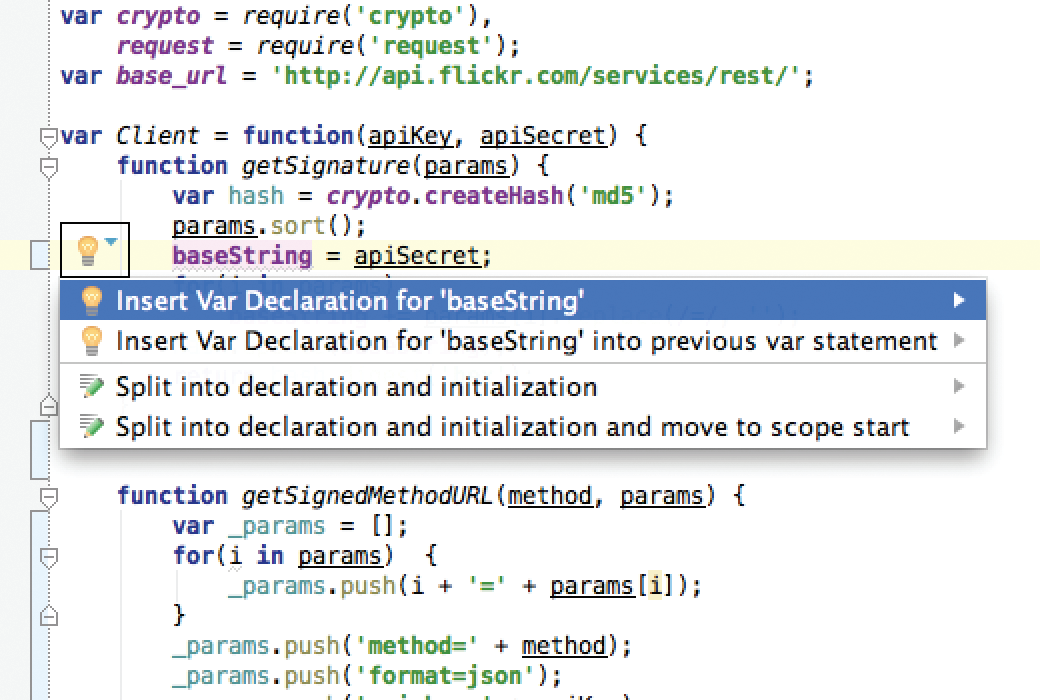 var crypto = require('crypto'),
    request = require('request');
var base_url = 'http://api.flickr.com/services/rest/';
var Client = function(apiKey, apiSecret) {
    function getSignature(params) {
        var hash = crypto.createHash('md5');
        params.sort();
        baseString = apiSecret;
        for(i in params)
Insert Var Declaration for 'baseString'
Insert Var Declaration for 'baseString' into previous var statement
Split into declaration and initialization
Split into declaration and initialization and move to scope start
    function getSignedMethodURL(method, params) {
        var _params = [];
        for(i in params)  {
            _params.push(i + '=' + params[i]);
        }
        _params.push('method=' + method);
        _params.push('format=json');